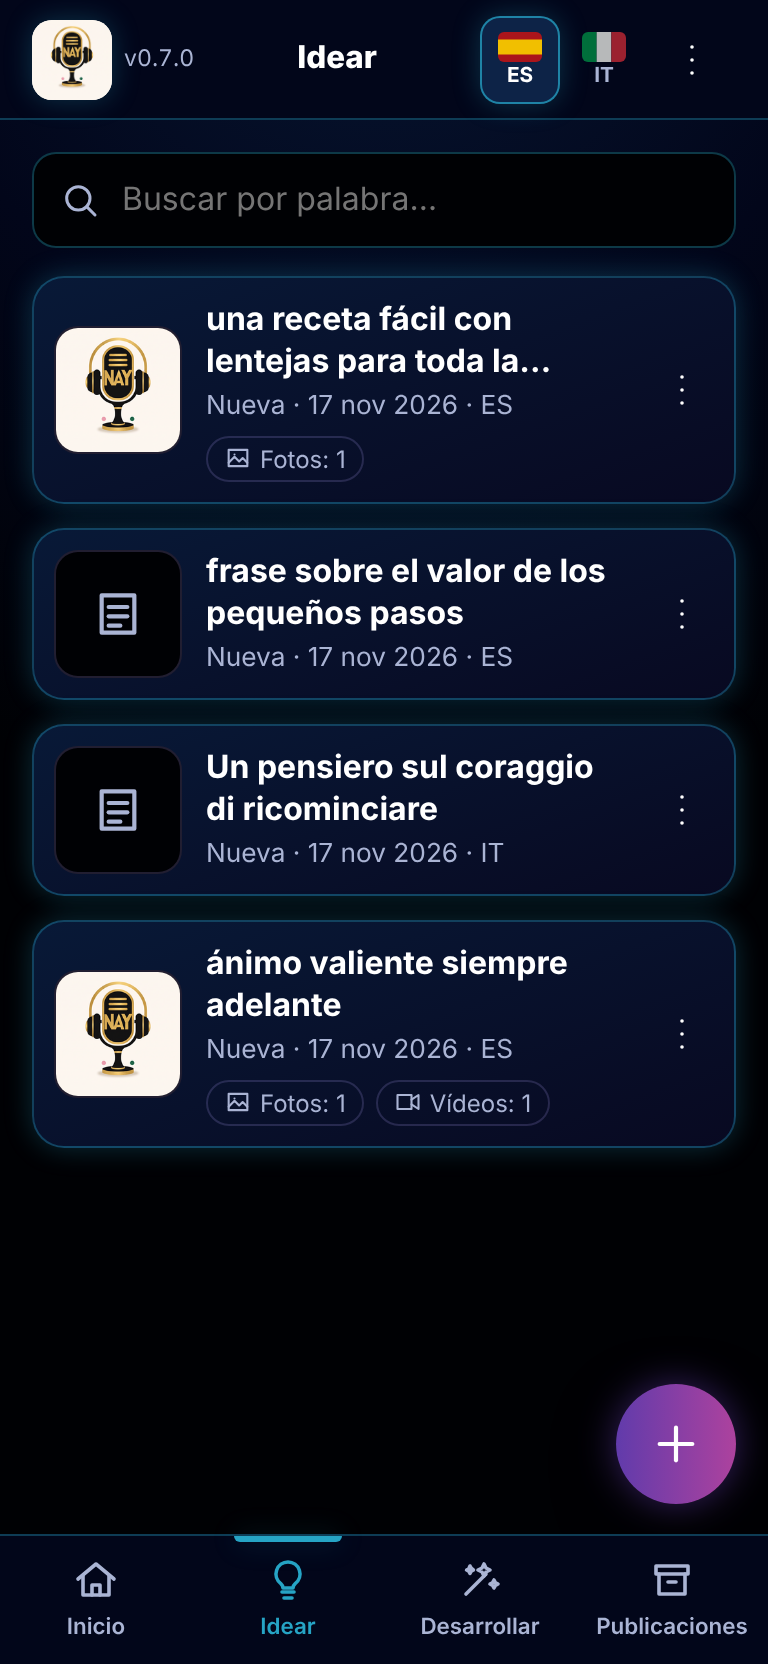 NAY
v0.7.0
Idear
ES
IT
Buscar por palabra...
NAY
una receta fácil con
lentejas para toda la...
Nueva · 17 nov 2026 · ES
Fotos: 1
frase sobre el valor de los
pequeños pasos
Nueva · 17 nov 2026 · ES
Un pensiero sul coraggio
di ricominciare
Nueva · 17 nov 2026 · IT
NAY
ánimo valiente siempre
adelante
Nueva · 17 nov 2026 · ES
Fotos: 1
Vídeos: 1
Inicio
Idear
Desarrollar
Publicaciones